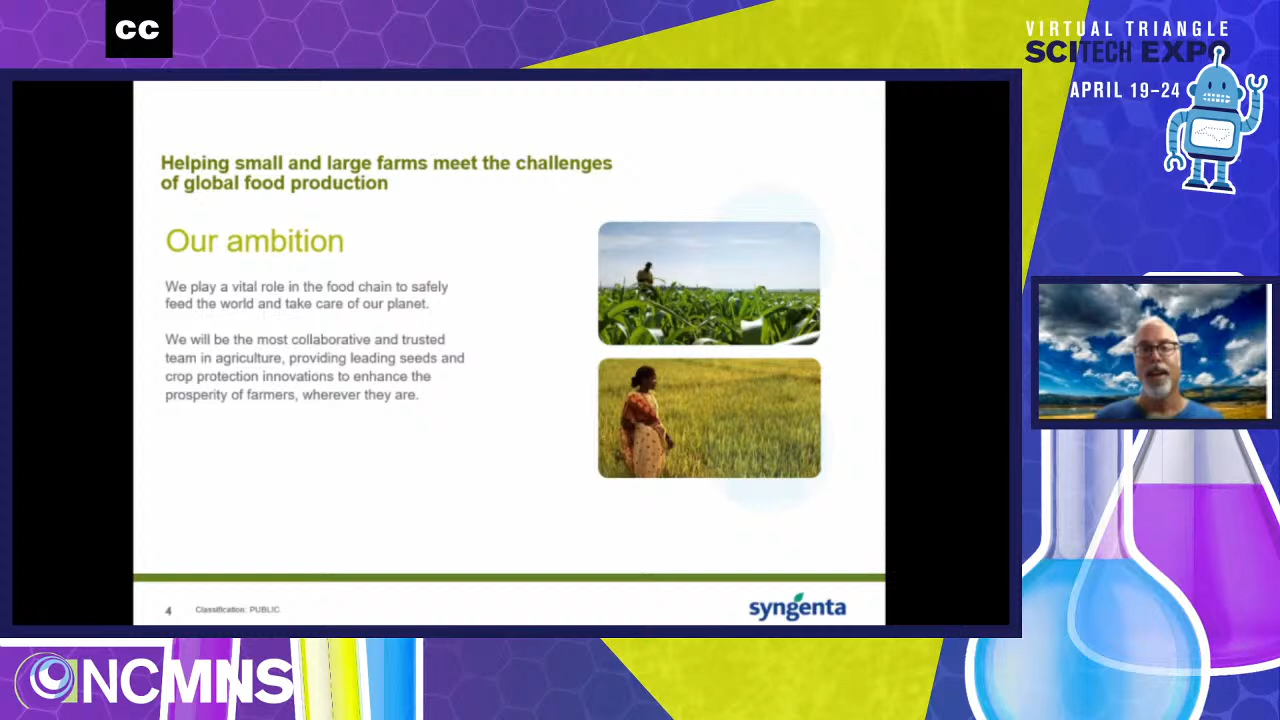 CC
VIRTUAL TRIANGLE
SCITECH EXPO
APRIL 19-24
Helping small and large farms meet the challenges
of global food production
Our ambition
We play a vital role in the food chain to safely
feed the world and take care of our planet.
We will be the most collaborative and trusted
team in agriculture, providing leading seeds and
crop protection innovations to enhance the
prosperity of farmers, wherever they are.
4
Classification: PUBLIC
syngenta
NCMNS